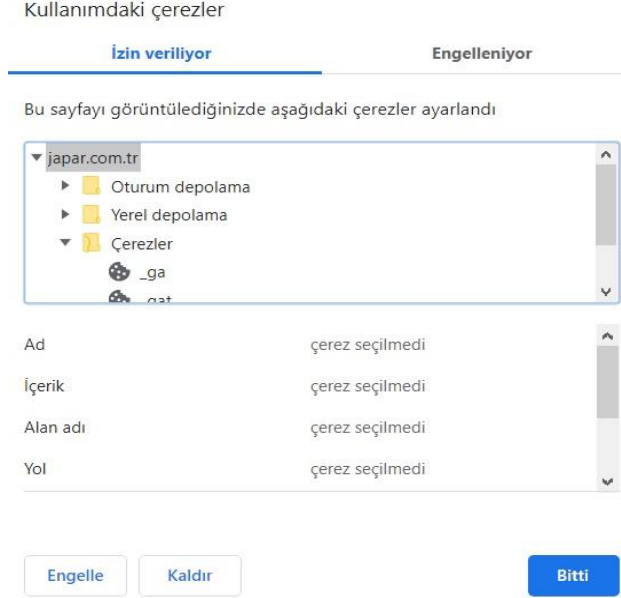 Kullanımdaki çerezler
İzin veriliyor Engelleniyor
Bu sayfayı görüntülediğinizde aşağıdaki çerezler ayarlandı
japar.com.tr
Oturum depolama
Yerel depolama
Çerezler
_ga
_gat
Ad çerez seçilmedi
İçerik çerez seçilmedi
Alan adı çerez seçilmedi
Yol çerez seçilmedi
Engelle Kaldır Bitti